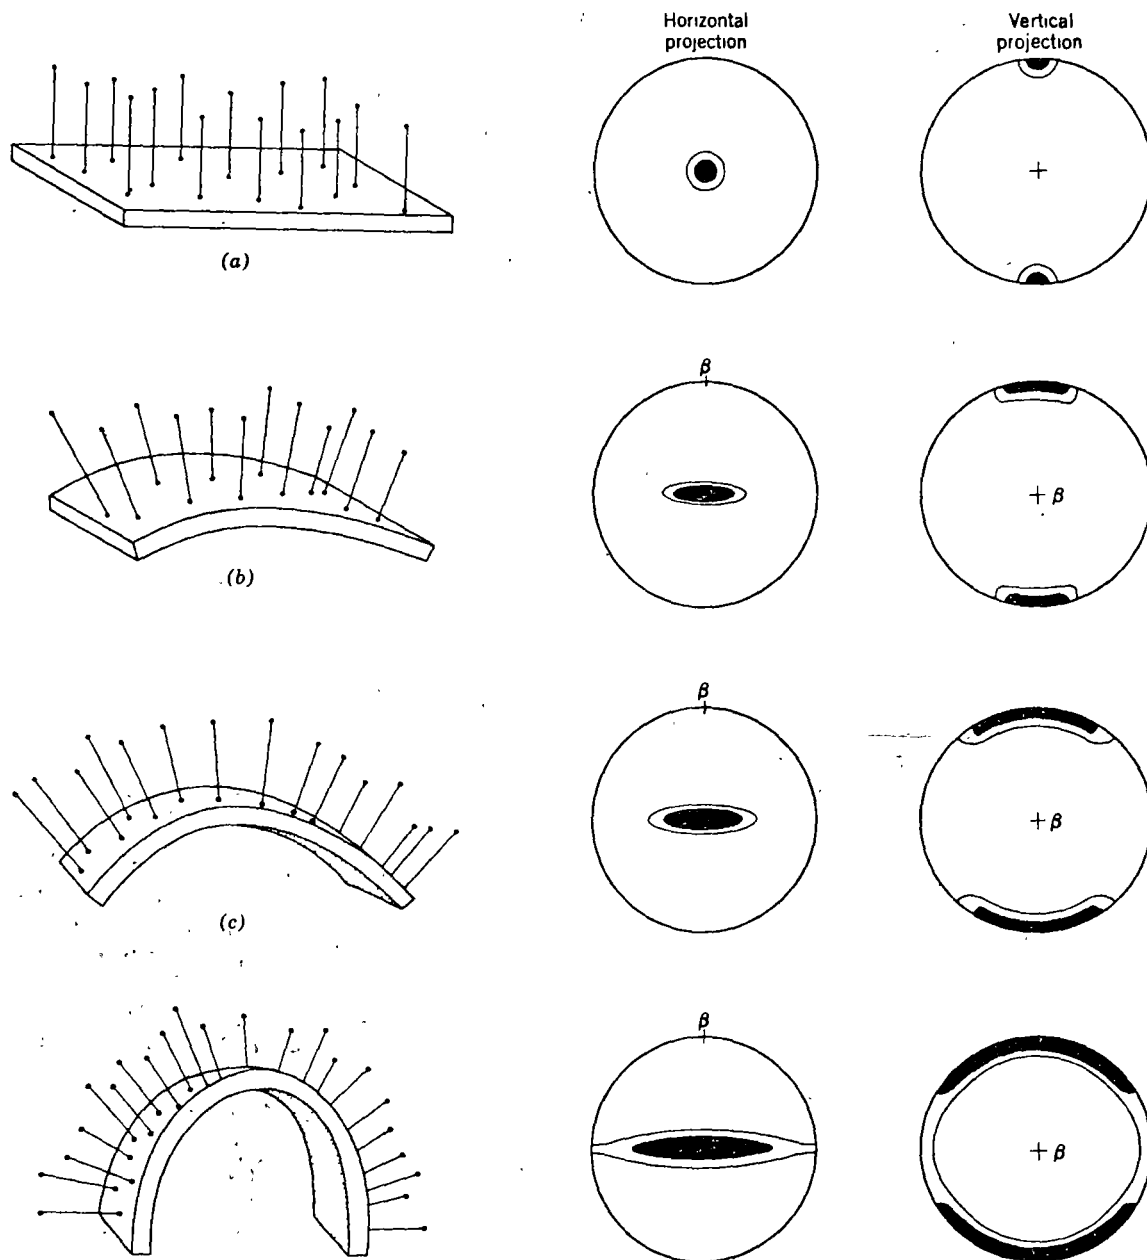 Horizontal
projection
Vertical
projection
(a)
β
+ β
(b)
β
+ β
(c)
β
+ β